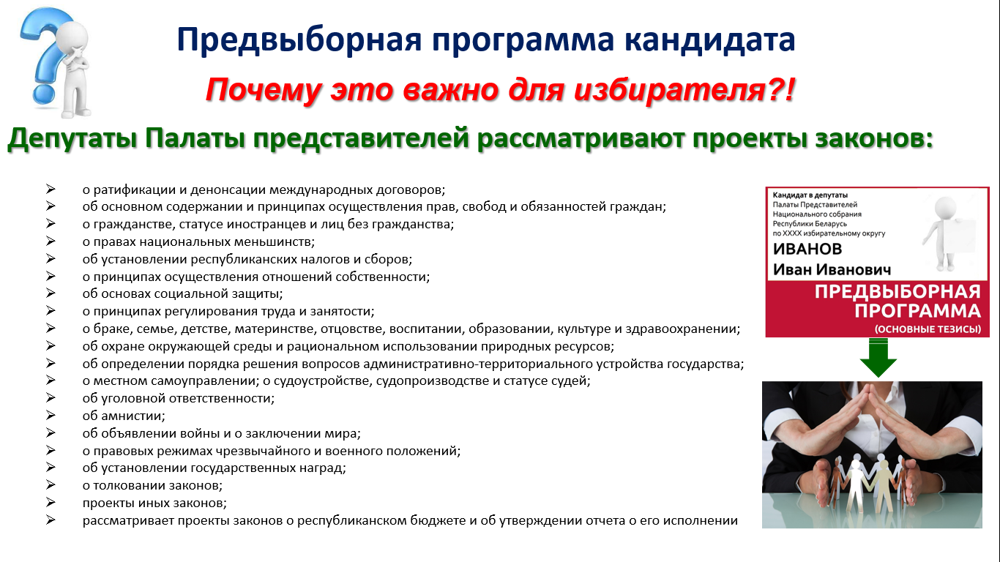 Предвыборная программа кандидата
Почему это важно для избирателя?!
Депутаты Палаты представителей рассматривают проекты законов:
о ратификации и денонсации международных договоров;
об основном содержании и принципах осуществления прав, свобод и обязанностей граждан;
о гражданстве, статусе иностранцев и лиц без гражданства;
о правах национальных меньшинств;
об установлении республиканских налогов и сборов;
о принципах осуществления отношений собственности;
об основах социальной защиты;
о принципах регулирования труда и занятости;
о браке, семье, детстве, материнстве, отцовстве, воспитании, образовании, культуре и здравоохранении;
об охране окружающей среды и рациональном использовании природных ресурсов;
об определении порядка решения вопросов административно-территориального устройства государства;
о местном самоуправлении; о судоустройстве, судопроизводстве и статусе судей;
об уголовной ответственности;
об амнистии;
об объявлении войны и о заключении мира;
о правовых режимах чрезвычайного и военного положений;
об установлении государственных наград;
о толковании законов;
проекты иных законов;
рассматривает проекты законов о республиканском бюджете и об утверждении отчета о его исполнении
Кандидат в депутаты
Палаты Представителей
Национального собрания
Республики Беларусь
по XXXX избирательному округу
ИВАНОВ
Иван Иванович
ПРЕДВЫБОРНАЯ
ПРОГРАММА
(ОСНОВНЫЕ ТЕЗИСЫ)